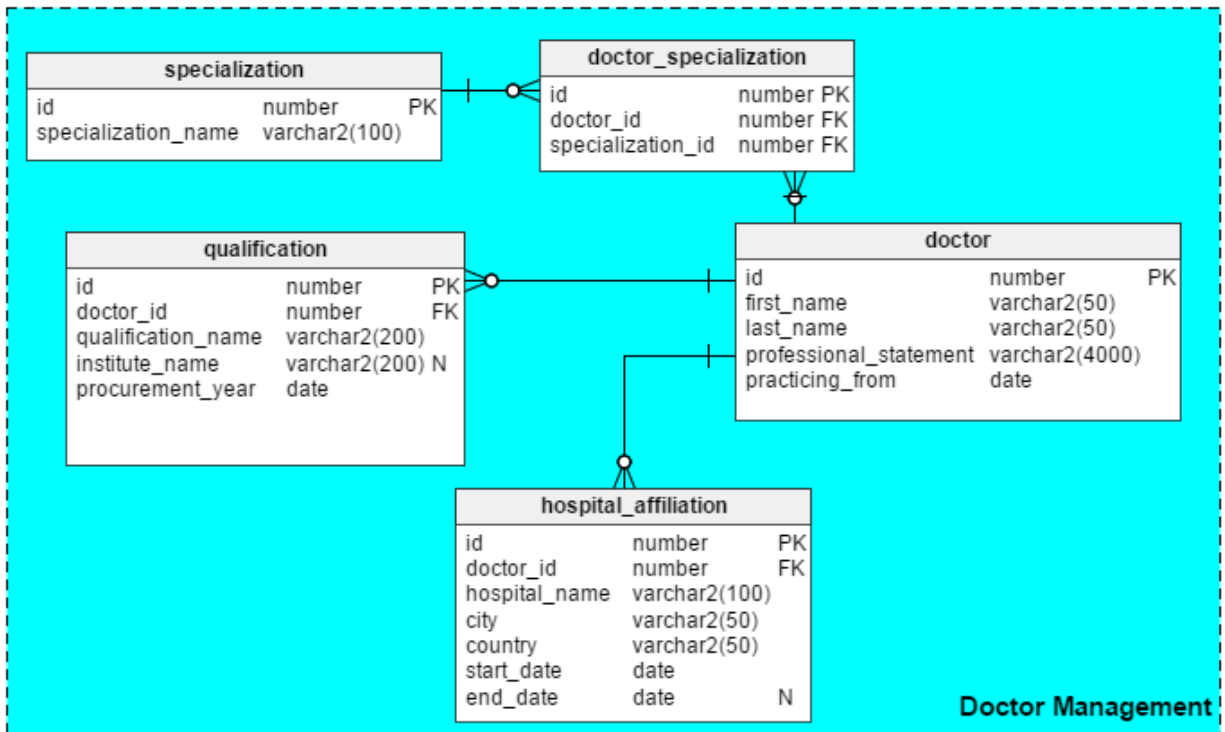 specialization
id number PK
specialization_name varchar2(100)
doctor_specialization
id number PK
doctor_id number FK
specialization_id number FK
qualification
id number PK
doctor_id number FK
qualification_name varchar2(200)
institute_name varchar2(200) N
procurement_year date
doctor
id number PK
first_name varchar2(50)
last_name varchar2(50)
professional_statement varchar2(4000)
practicing_from date
hospital_affiliation
id number PK
doctor_id number FK
hospital_name varchar2(100)
city varchar2(50)
country varchar2(50)
start_date date
end_date date N
Doctor Management